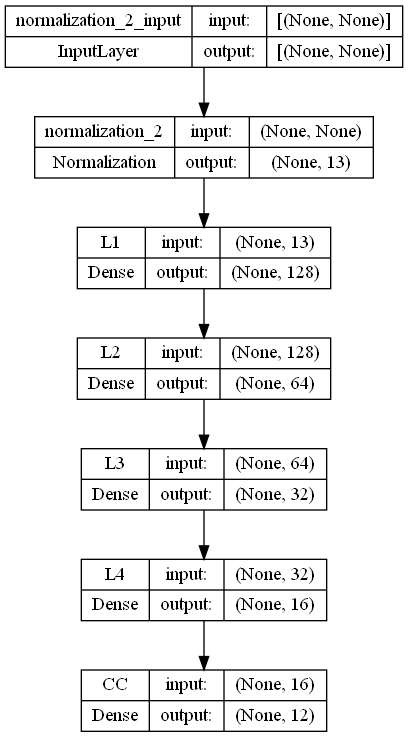 normalization_2_input input: [(None, None)]
InputLayer output: [(None, None)]
normalization_2 input: (None, None)
Normalization output: (None, 13)
L1 input: (None, 13)
Dense output: (None, 128)
L2 input: (None, 128)
Dense output: (None, 64)
L3 input: (None, 64)
Dense output: (None, 32)
L4 input: (None, 32)
Dense output: (None, 16)
CC input: (None, 16)
Dense output: (None, 12)